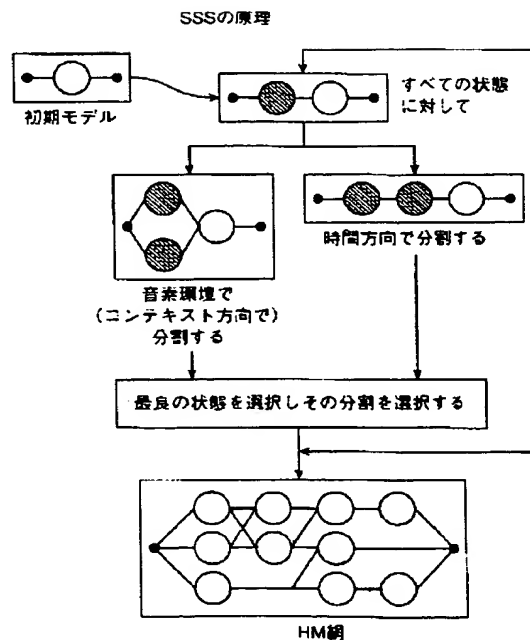 SSSの原理
初期モデル
すべての状態
に対して
音素環境で
(コンテキスト方向で)
分割する
時間方向で分割する
最良の状態を選択しその分割を選択する
HM網